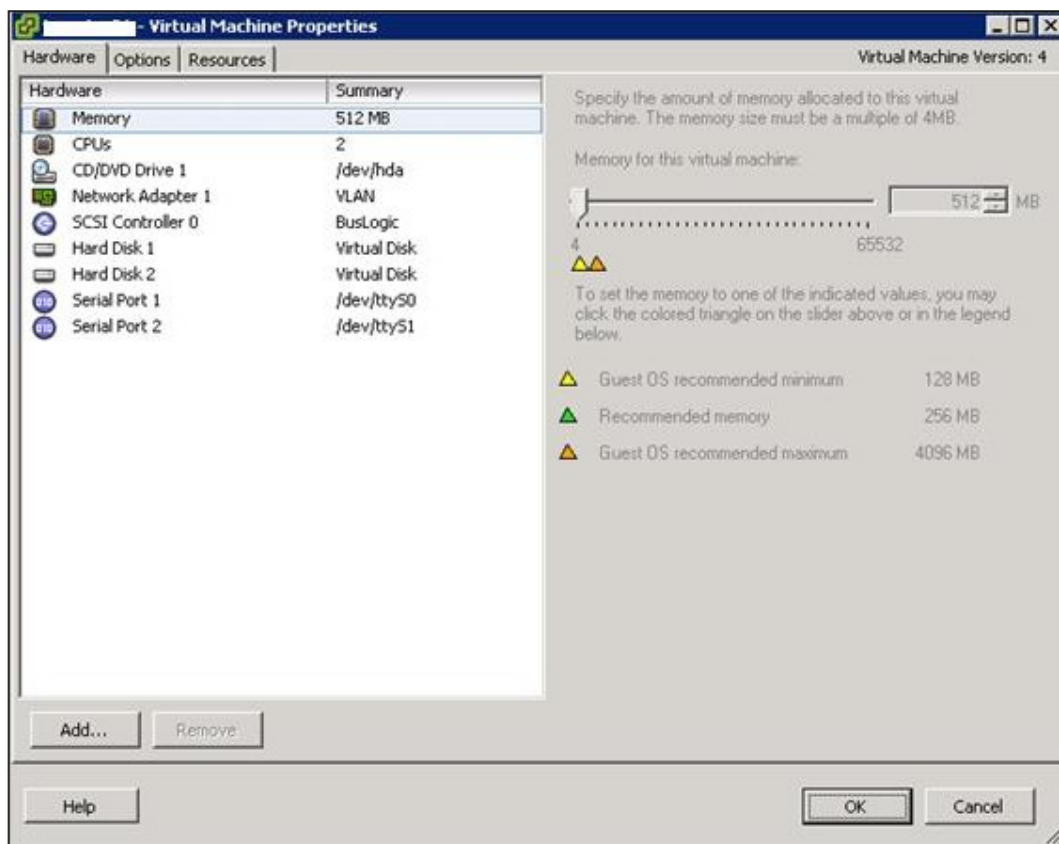 - Virtual Machine Properties
Hardware Options Resources Virtual Machine Version: 4
Hardware Summary
Memory 512 MB
CPUs 2
CD/DVD Drive 1 /dev/hda
Network Adapter 1 VLAN
SCSI Controller 0 BusLogic
Hard Disk 1 Virtual Disk
Hard Disk 2 Virtual Disk
Serial Port 1 /dev/ttyS0
Serial Port 2 /dev/ttyS1
Specify the amount of memory allocated to this virtual
machine. The memory size must be a multiple of 4MB.
Memory for this virtual machine:
512 MB
4 65532
To set the memory to one of the indicated values, you may
click the colored triangle on the slider above or in the legend
below.
Guest OS recommended minimum 128 MB
Recommended memory 256 MB
Guest OS recommended maximum 4096 MB
Add... Remove
Help OK Cancel